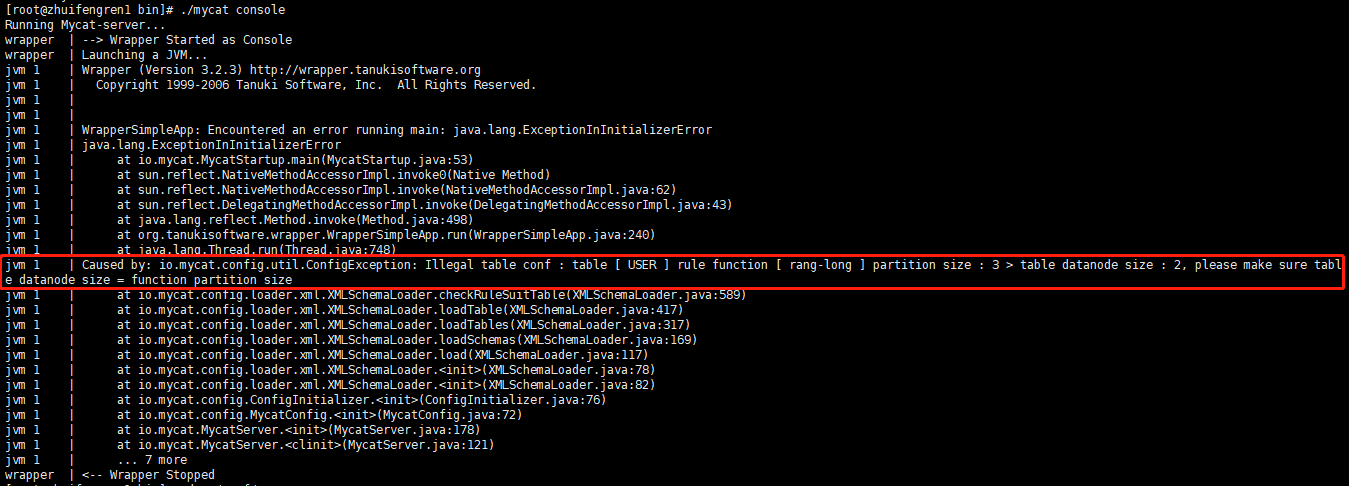 [root@zhuifengren1 bin]# ./mycat console
Running Mycat-server...
wrapper  | --> Wrapper Started as Console
wrapper  | Launching a JVM...
jvm 1    | Wrapper (Version 3.2.3) http://wrapper.tanukisoftware.org
jvm 1    |   Copyright 1999-2006 Tanuki Software, Inc.  All Rights Reserved.
jvm 1    |
jvm 1    |
jvm 1    | WrapperSimpleApp: Encountered an error running main: java.lang.ExceptionInInitializerError
jvm 1    | java.lang.ExceptionInInitializerError
jvm 1    |      at io.mycat.MycatStartup.main(MycatStartup.java:53)
jvm 1    |      at sun.reflect.NativeMethodAccessorImpl.invoke0(Native Method)
jvm 1    |      at sun.reflect.NativeMethodAccessorImpl.invoke(NativeMethodAccessorImpl.java:62)
jvm 1    |      at sun.reflect.DelegatingMethodAccessorImpl.invoke(DelegatingMethodAccessorImpl.java:43)
jvm 1    |      at java.lang.reflect.Method.invoke(Method.java:498)
jvm 1    |      at org.tanukisoftware.wrapper.WrapperSimpleApp.run(WrapperSimpleApp.java:240)
jvm 1    |      at java.lang.Thread.run(Thread.java:748)
jvm 1    | Caused by: io.mycat.config.util.ConfigException: Illegal table conf : table [ USER ] rule function [ rang-long ] partition size : 3 > table datanode size : 2, please make sure tabl
e datanode size = function partition size
jvm 1    |      at io.mycat.config.loader.xml.XMLSchemaLoader.checkRuleSuitTable(XMLSchemaLoader.java:589)
jvm 1    |      at io.mycat.config.loader.xml.XMLSchemaLoader.loadTable(XMLSchemaLoader.java:417)
jvm 1    |      at io.mycat.config.loader.xml.XMLSchemaLoader.loadTables(XMLSchemaLoader.java:317)
jvm 1    |      at io.mycat.config.loader.xml.XMLSchemaLoader.loadSchemas(XMLSchemaLoader.java:169)
jvm 1    |      at io.mycat.config.loader.xml.XMLSchemaLoader.load(XMLSchemaLoader.java:117)
jvm 1    |      at io.mycat.config.loader.xml.XMLSchemaLoader.<init>(XMLSchemaLoader.java:78)
jvm 1    |      at io.mycat.config.loader.xml.XMLSchemaLoader.<init>(XMLSchemaLoader.java:82)
jvm 1    |      at io.mycat.config.ConfigInitializer.<init>(ConfigInitializer.java:76)
jvm 1    |      at io.mycat.config.MycatConfig.<init>(MycatConfig.java:72)
jvm 1    |      at io.mycat.MycatServer.<init>(MycatServer.java:178)
jvm 1    |      at io.mycat.MycatServer.<clinit>(MycatServer.java:121)
jvm 1    |      ... 7 more
wrapper  | <-- Wrapper Stopped